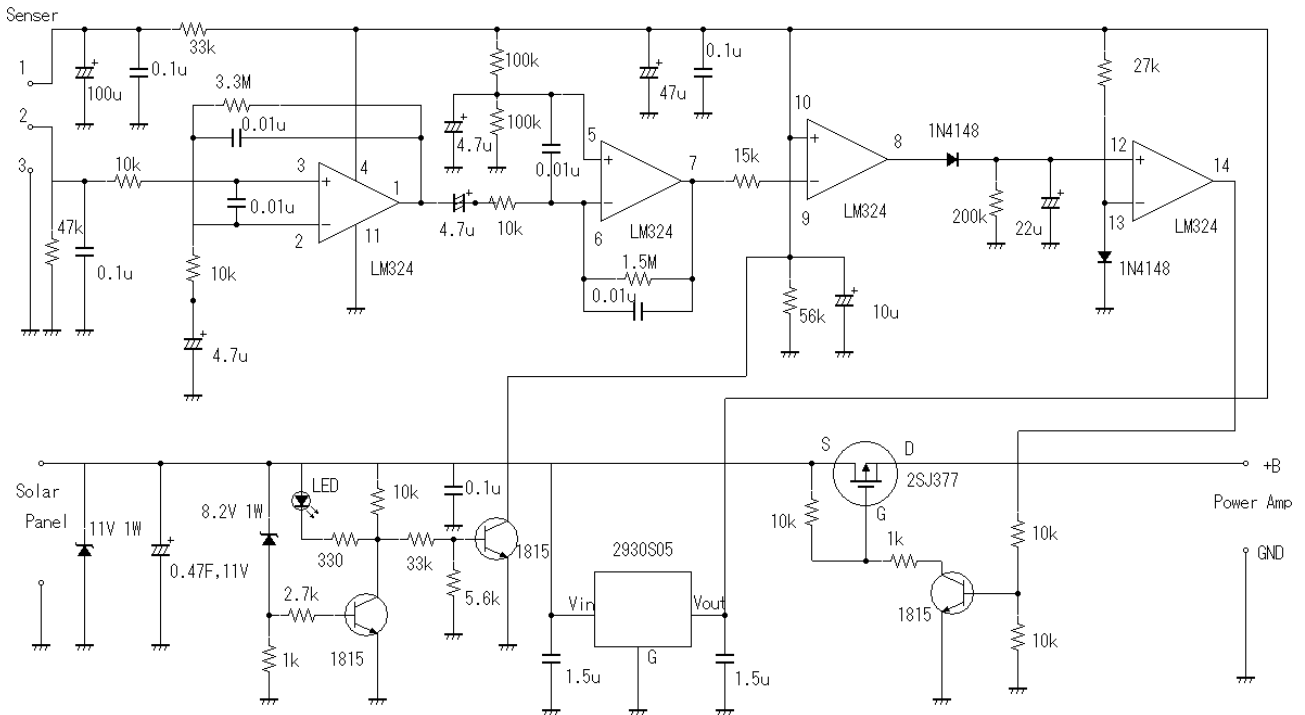 Senser
1
2
3
33k
100u
0.1u
3.3M
0.01u
10k
47k
0.1u
0.01u
3
4
1
2
11
LM324
10k
4.7u
4.7u
10k
100k
100k
4.7u
0.01u
5
7
6
LM324
1.5M
0.01u
47u
0.1u
15k
10
8
9
LM324
56k
10u
1N4148
200k
22u
27k
12
14
13
LM324
1N4148
Solar
Panel
11V 1W
0.47F,11V
8.2V 1W
LED
10k
0.1u
330
33k
2.7k
1k
1815
5.6k
1815
2930S05
Vin
Vout
G
1.5u
1.5u
S
D
2SJ377
G
10k
1k
1815
10k
10k
+B
Power Amp
GND